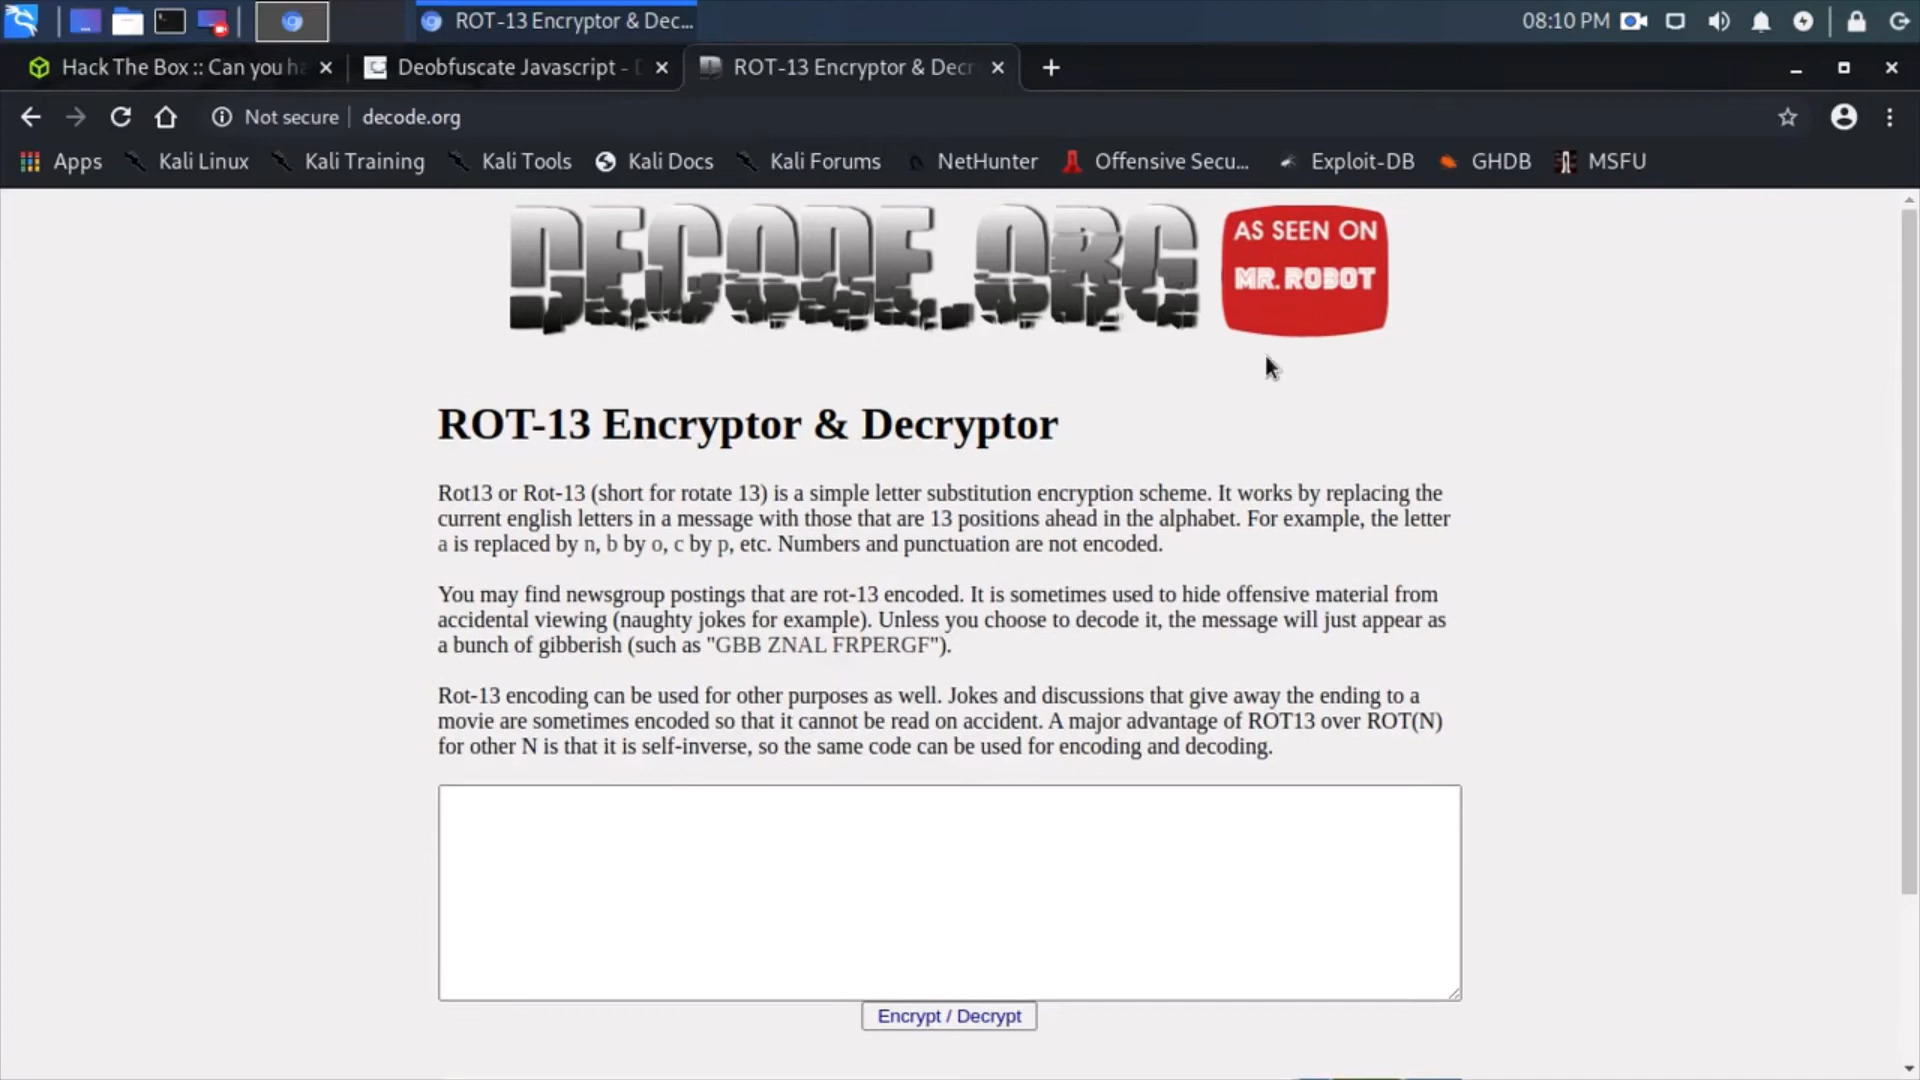 ROT-13 Encryptor & Dec...
08:10 PM
Hack The Box :: Can you ha
Deobfuscate Javascript - D
ROT-13 Encryptor & Decr
Not secure
decode.org
Apps
Kali Linux
Kali Training
Kali Tools
Kali Docs
Kali Forums
NetHunter
Offensive Secu...
Exploit-DB
GHDB
MSFU
DECODE.ORG
AS SEEN ON
MR. ROBOT
ROT-13 Encryptor & Decryptor
Rot13 or Rot-13 (short for rotate 13) is a simple letter substitution encryption scheme. It works by replacing the
current english letters in a message with those that are 13 positions ahead in the alphabet. For example, the letter
a is replaced by n, b by o, c by p, etc. Numbers and punctuation are not encoded.
You may find newsgroup postings that are rot-13 encoded. It is sometimes used to hide offensive material from
accidental viewing (naughty jokes for example). Unless you choose to decode it, the message will just appear as
a bunch of gibberish (such as "GBB ZNAL FRPERGF").
Rot-13 encoding can be used for other purposes as well. Jokes and discussions that give away the ending to a
movie are sometimes encoded so that it cannot be read on accident. A major advantage of ROT13 over ROT(N)
for other N is that it is self-inverse, so the same code can be used for encoding and decoding.
Encrypt / Decrypt